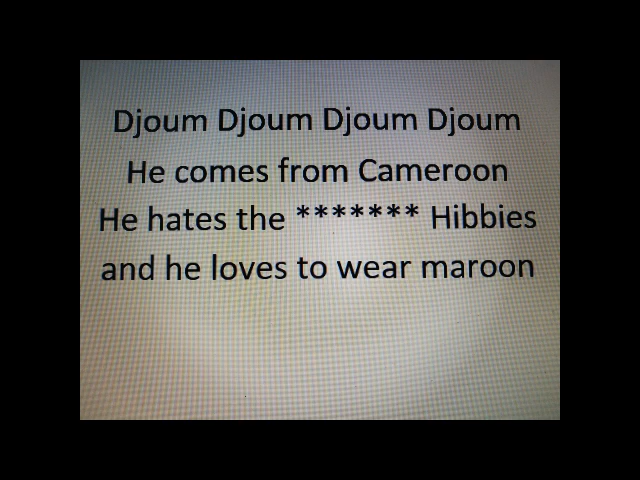 Djoum Djoum Djoum Djoum
He comes from Cameroon
He hates the ******* Hibbies
and he loves to wear maroon